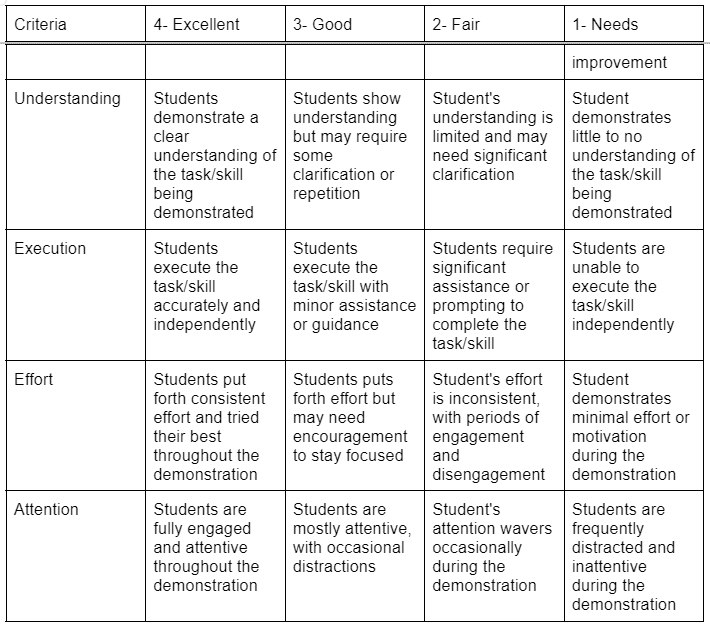 Criteria 4- Excellent 3- Good 2- Fair 1- Needs
improvement
Understanding Students Students show Student's Student
demonstrate a understanding understanding is demonstrates
clear but may require limited and may little to no
understanding of some need significant understanding of
the task/skill clarification or clarification the task/skill
being repetition being
demonstrated demonstrated
Execution Students Students Students require Students are
execute the execute the significant unable to
task/skill task/skill with assistance or execute the
accurately and minor assistance prompting to task/skill
independently or guidance complete the independently
task/skill
Effort Students put Students puts Student's effort Student
forth consistent forth effort but is inconsistent, demonstrates
effort and tried may need with periods of minimal effort or
their best encouragement engagement motivation
throughout the to stay focused and during the
demonstration disengagement demonstration
Attention Students are Students are Student's Students are
fully engaged mostly attentive, attention wavers frequently
and attentive with occasional occasionally distracted and
throughout the distractions during the inattentive
demonstration demonstration during the
demonstration